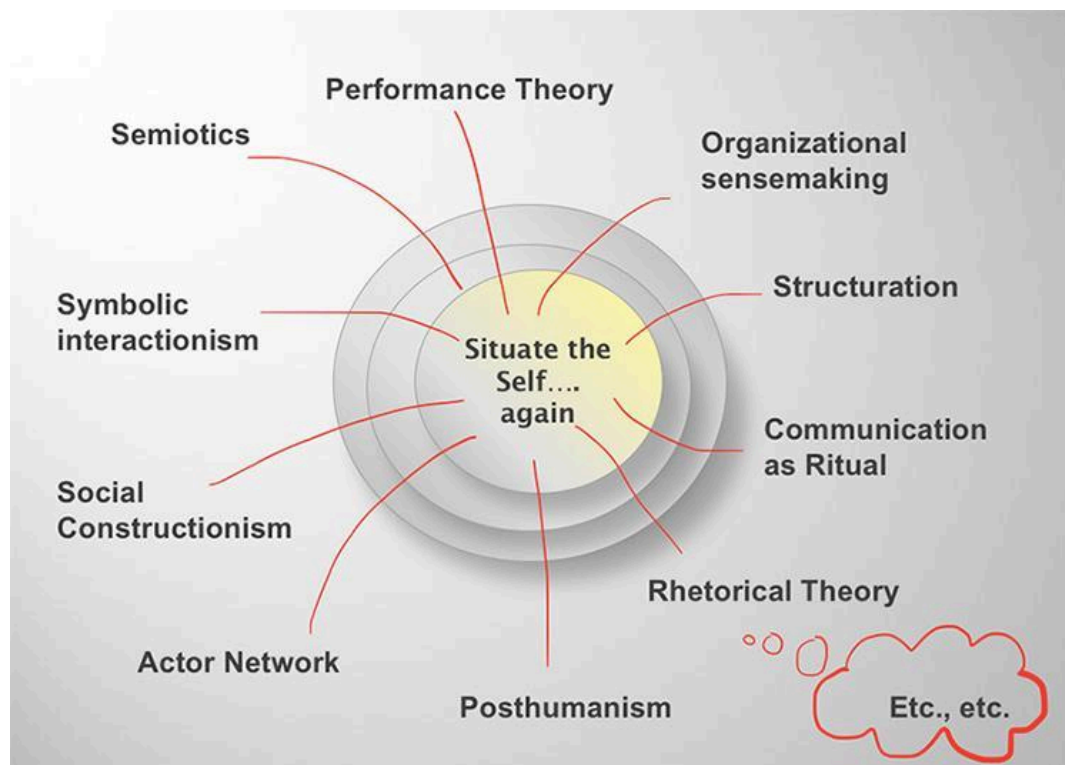 Performance Theory
Semiotics
Organizational
sensemaking
Symbolic
interactionism
Structuration
Situate the
Self....
again
Communication
as Ritual
Social
Constructionism
Rhetorical Theory
Actor Network
Posthumanism
Etc., etc.